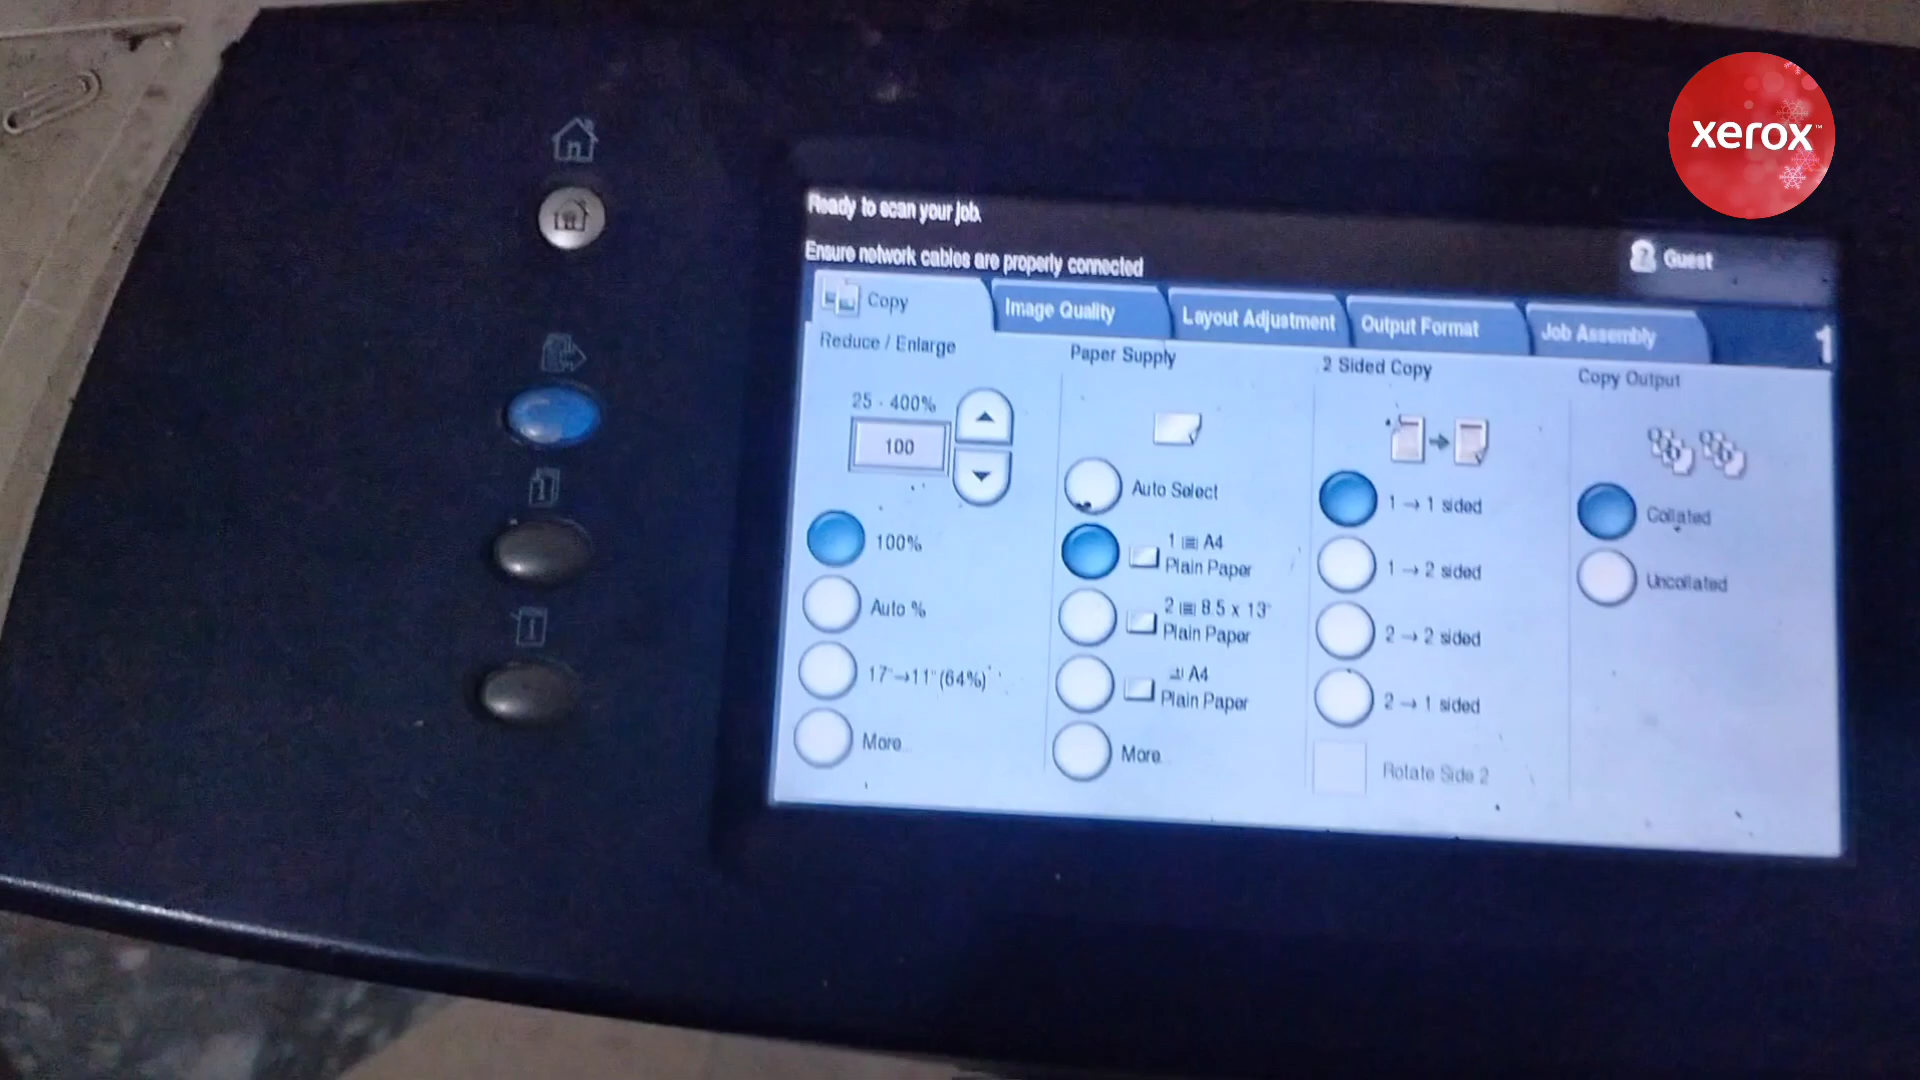 xerox
Ready to scan your job.
Ensure network cables are properly connected
Guest
Copy
Image Quality
Layout Adjustment
Output Format
Job Assembly
1
Reduce / Enlarge
25 - 400%
100
100%
Auto %
17"→11"(64%)
More...
Paper Supply
Auto Select
1 A4
Plain Paper
2 8.5 x 13"
Plain Paper
A4
Plain Paper
More...
2 Sided Copy
1 → 1 sided
1 → 2 sided
2 → 2 sided
2 → 1 sided
Rotate Side 2
Copy Output
Collated
Uncollated